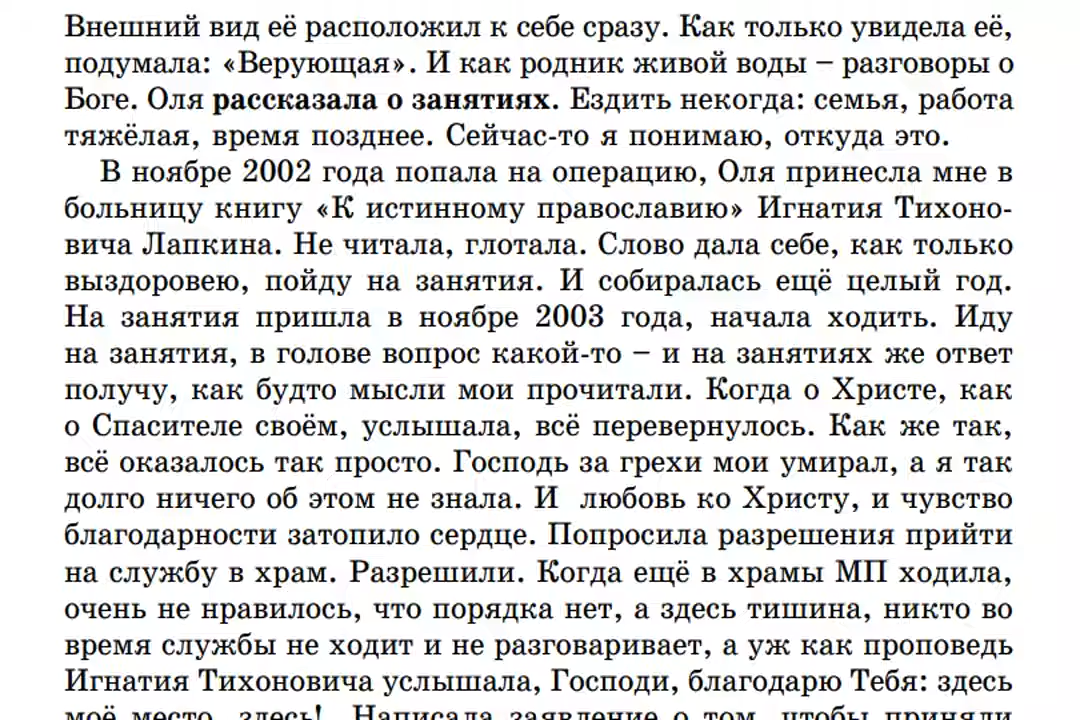 Внешний вид её расположил к себе сразу. Как только увидела её,
подумала: «Верующая». И как родник живой воды – разговоры о
Боге. Оля рассказала о занятиях. Ездить некогда: семья, работа
тяжёлая, время позднее. Сейчас-то я понимаю, откуда это.
В ноябре 2002 года попала на операцию, Оля принесла мне в
больницу книгу «К истинному православию» Игнатия Тихоно-
вича Лапкина. Не читала, глотала. Слово дала себе, как только
выздоровею, пойду на занятия. И собиралась ещё целый год.
На занятия пришла в ноябре 2003 года, начала ходить. Иду
на занятия, в голове вопрос какой-то – и на занятиях же ответ
получу, как будто мысли мои прочитали. Когда о Христе, как
о Спасителе своём, услышала, всё перевернулось. Как же так,
всё оказалось так просто. Господь за грехи мои умирал, а я так
долго ничего об этом не знала. И любовь ко Христу, и чувство
благодарности затопило сердце. Попросила разрешения прийти
на службу в храм. Разрешили. Когда ещё в храмы МП ходила,
очень не нравилось, что порядка нет, а здесь тишина, никто во
время службы не ходит и не разговаривает, а уж как проповедь
Игнатия Тихоновича услышала, Господи, благодарю Тебя: здесь
моё место, здесь! Написала заявление о том, чтобы приняли